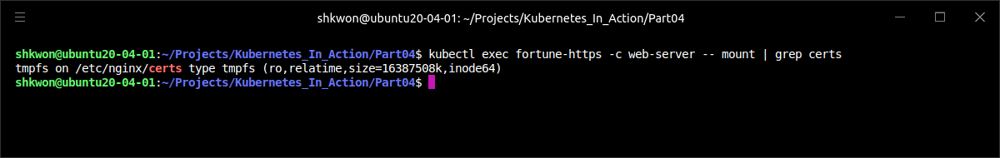 shkwon@ubuntu20-04-01: ~/Projects/Kubernetes_In_Action/Part04
shkwon@ubuntu20-04-01:~/Projects/Kubernetes_In_Action/Part04$ kubectl exec fortune-https -c web-server -- mount | grep certs
tmpfs on /etc/nginx/certs type tmpfs (ro,relatime,size=16387508k,inode64)
shkwon@ubuntu20-04-01:~/Projects/Kubernetes_In_Action/Part04$